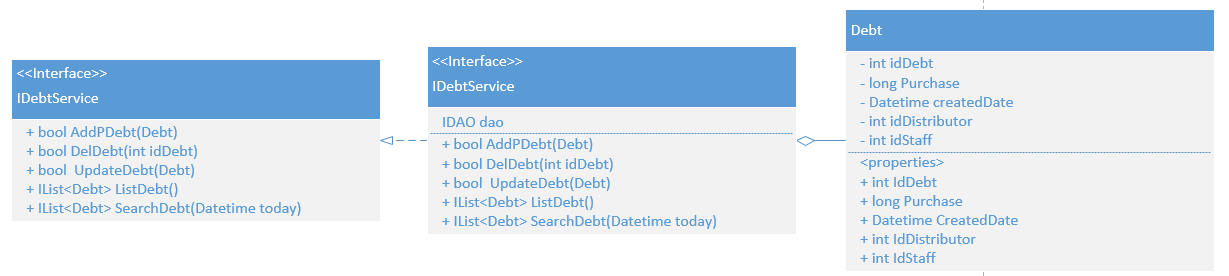 <<Interface>>
IDebtService
+ bool AddPDebt(Debt)
+ bool DelDebt(int idDebt)
+ bool  UpdateDebt(Debt)
+ IList<Debt> ListDebt()
+ IList<Debt> SearchDebt(Datetime today)
<<Interface>>
IDebtService
IDAO dao
+ bool AddPDebt(Debt)
+ bool DelDebt(int idDebt)
+ bool  UpdateDebt(Debt)
+ IList<Debt> ListDebt()
+ IList<Debt> SearchDebt(Datetime today)
Debt
- int idDebt
- long Purchase
- Datetime createdDate
- int idDistributor
- int idStaff
<properties>
+ int IdDebt
+ long Purchase
+ Datetime CreatedDate
+ int IdDistributor
+ int IdStaff